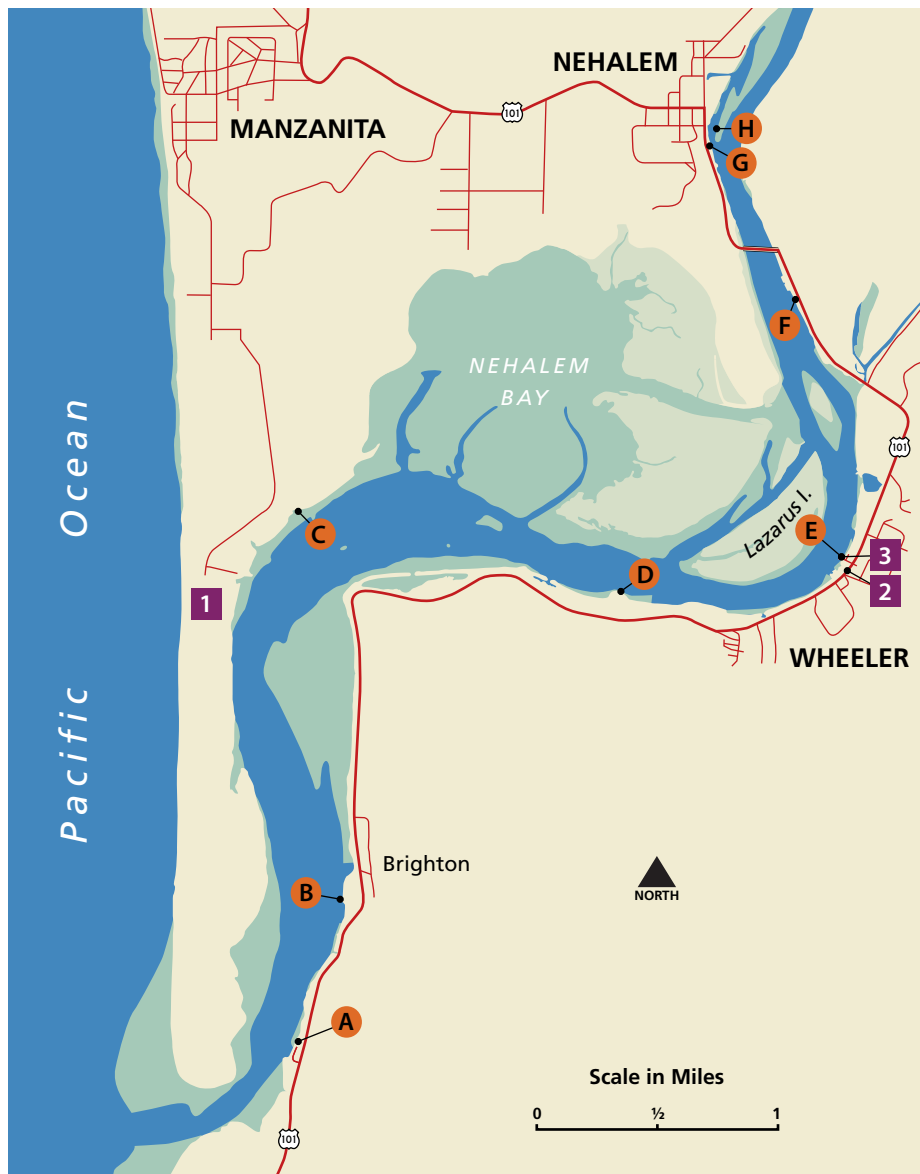 NEHALEM
MANZANITA
101
H
G
F
NEHALEM
BAY
Pacific Ocean
101
C
E
Lazarus I.
3
D
2
1
WHEELER
Brighton
B
NORTH
A
Scale in Miles
0 ½ 1
101